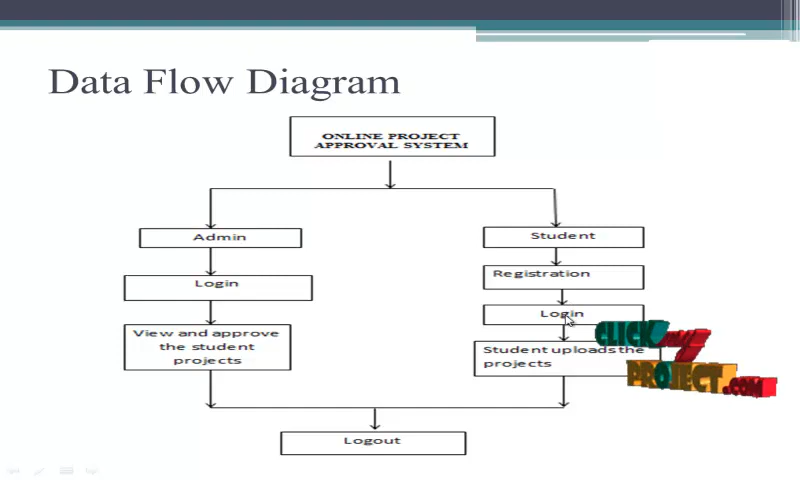 Data Flow Diagram
ONLINE PROJECT
APPROVAL SYSTEM
Admin
Login
View and approve
the student
projects
Student
Registration
Login
Student uploads the
projects
CLICK MY
PROJECT.COM
Logout